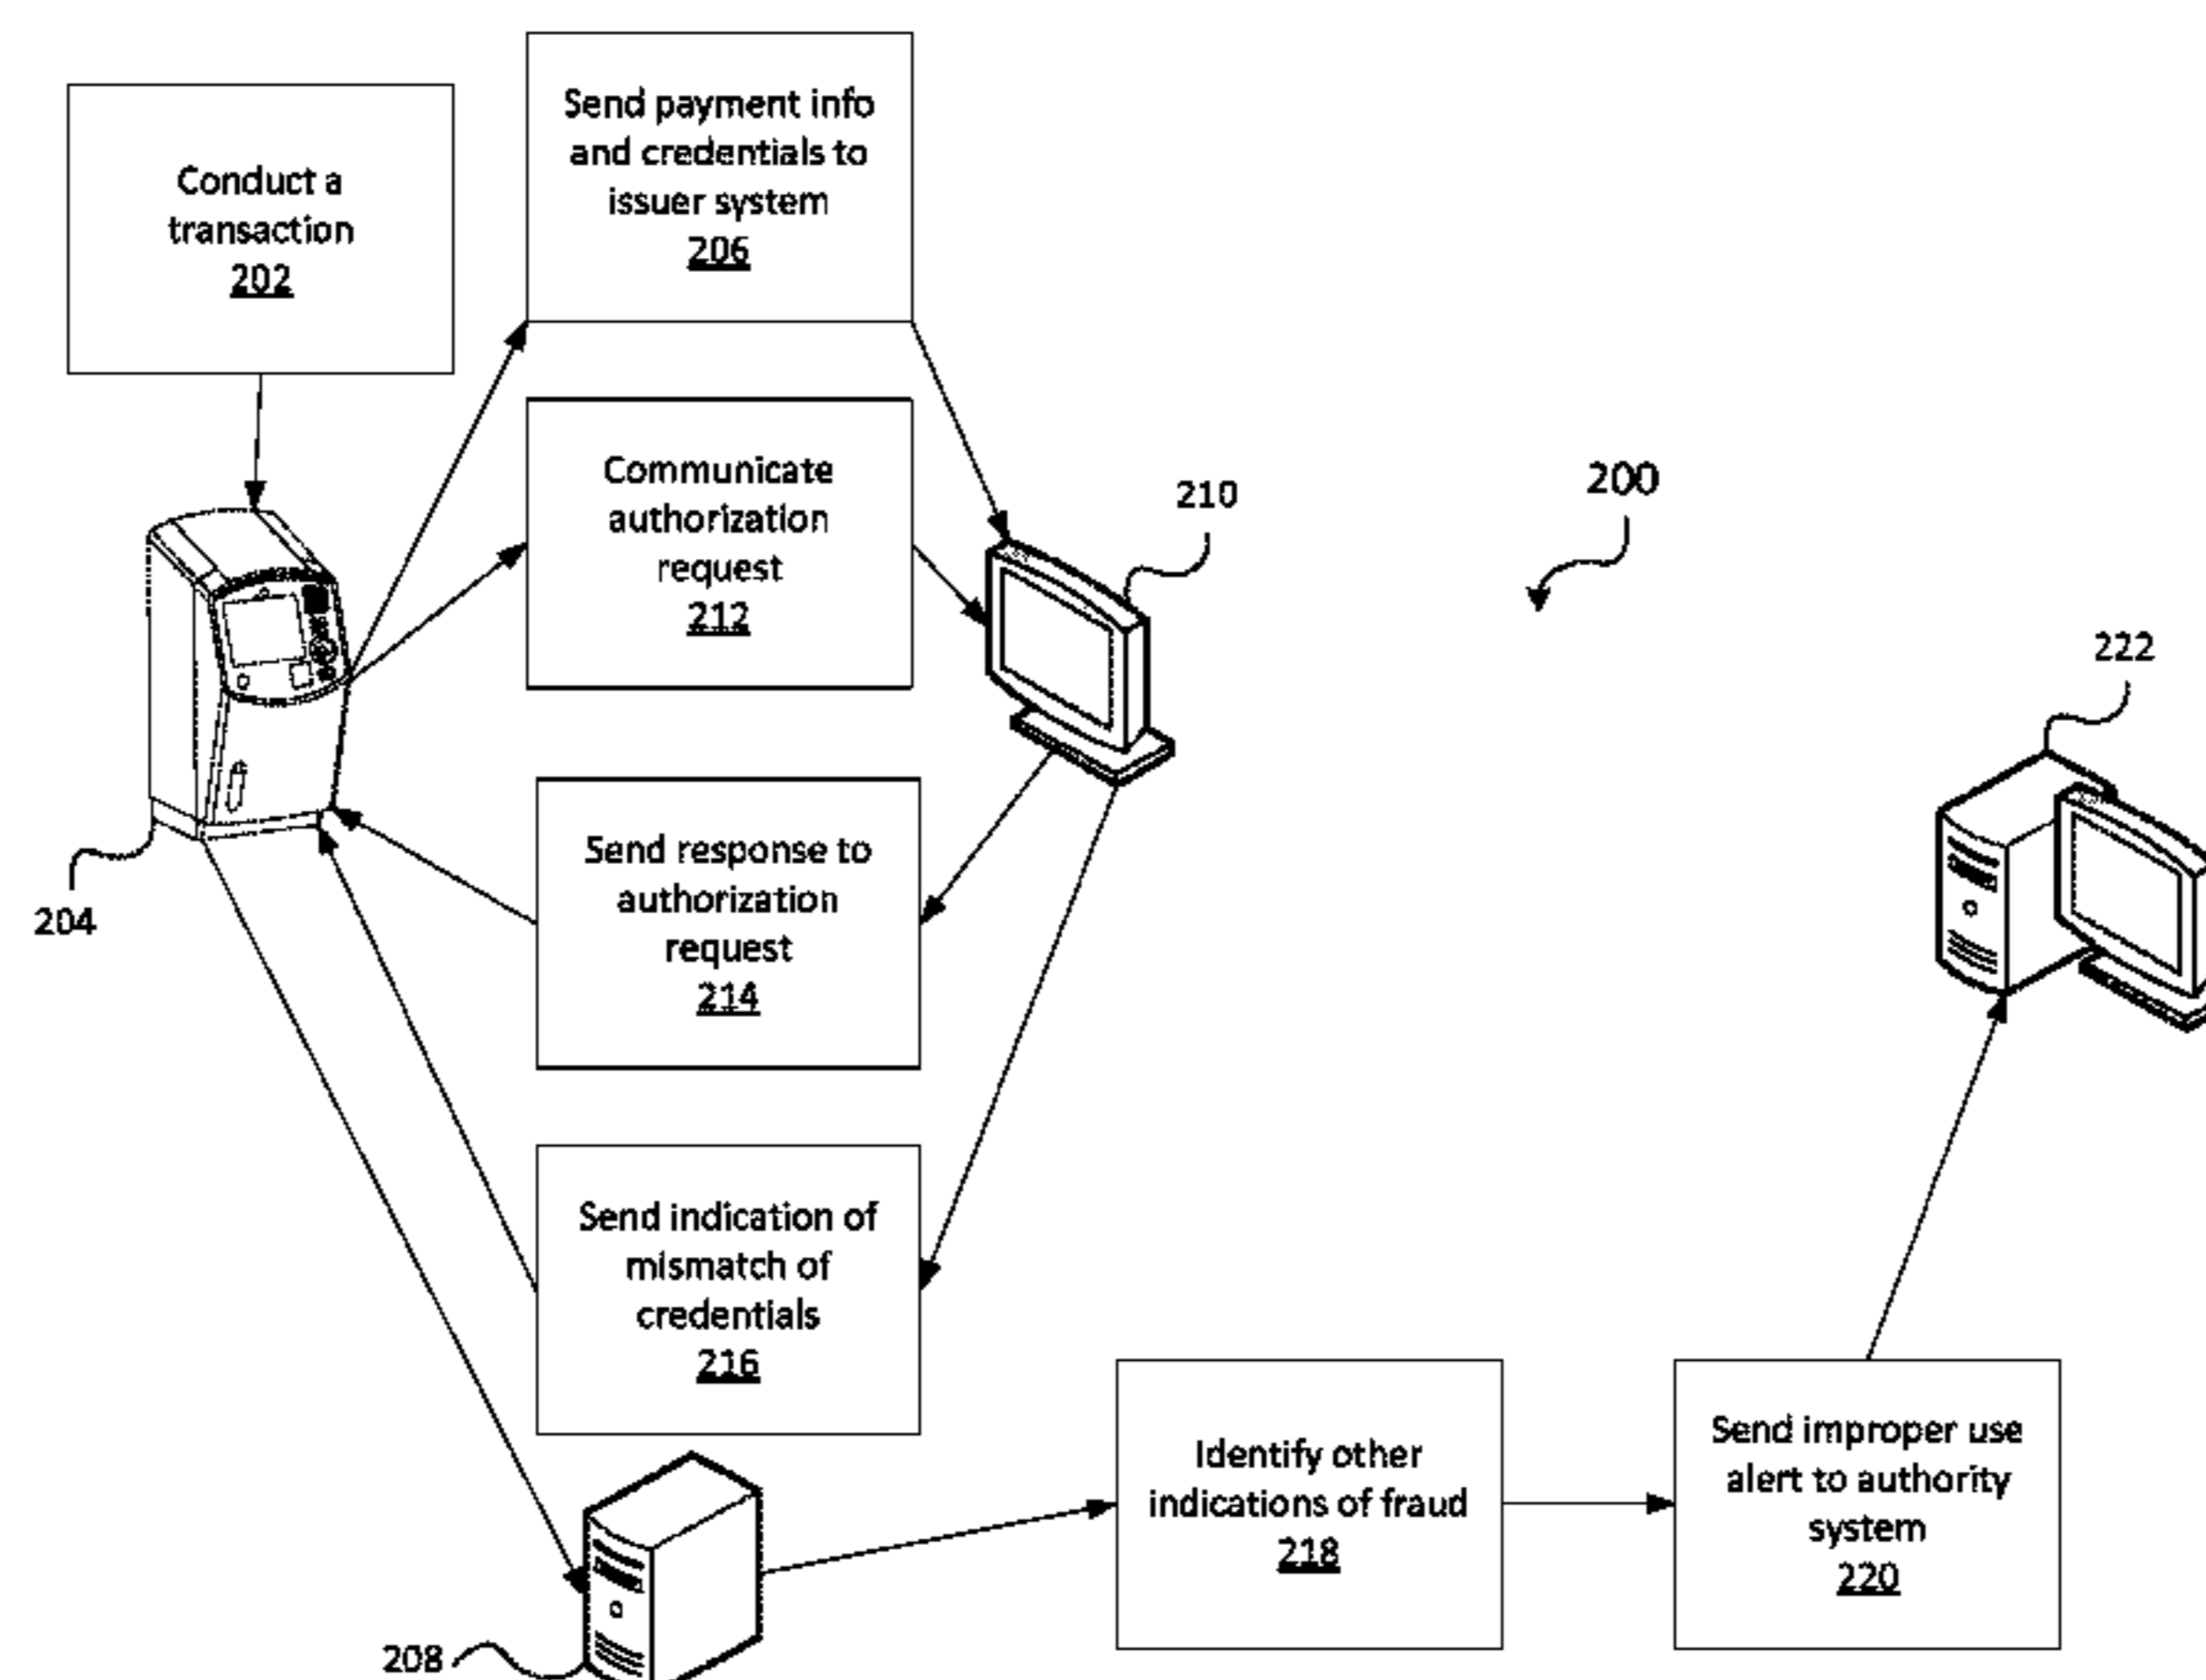 Conduct a
transaction
202
Send payment info
and credentials to
issuer system
206
Communicate
authorization
request
212
210
200
222
204
Send response to
authorization
request
214
Send indication of
mismatch of
credentials
216
Identify other
indications of fraud
218
Send improper use
alert to authority
system
220
208